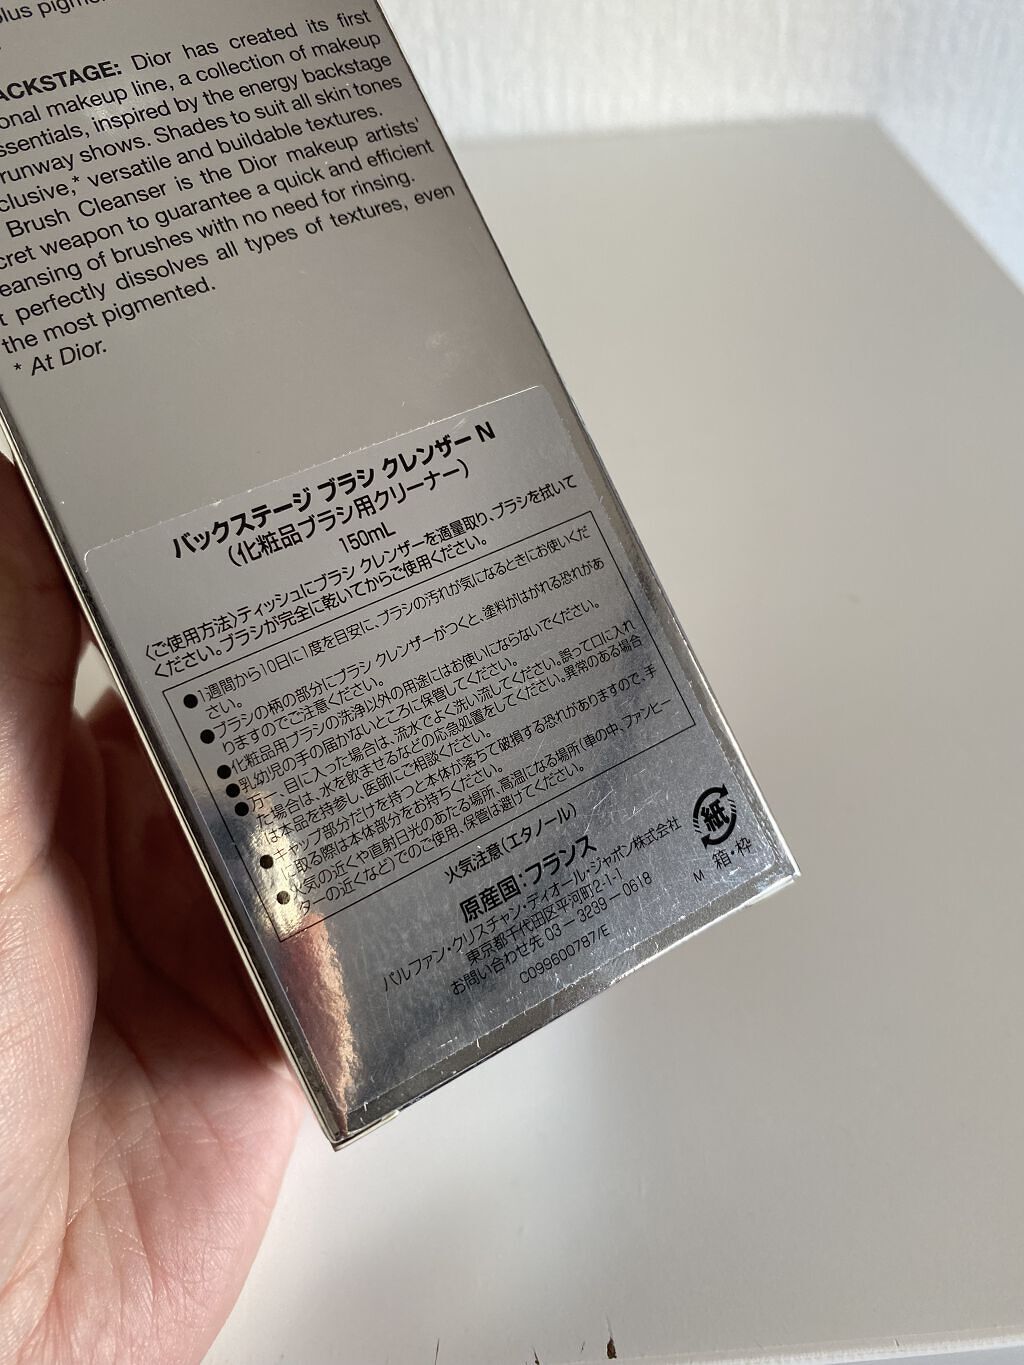 plus pigmen
ACKSTAGE: Dior has created its first
onal makeup line, a collection of makeup
ssentials, inspired by the energy backstage
runway shows. Shades to suit all skin tones
clusive,* versatile and buildable textures.
Brush Cleanser is the Dior makeup artists'
cret weapon to guarantee a quick and efficient
eansing of brushes with no need for rinsing.
t perfectly dissolves all types of textures, even
the most pigmented.
* At Dior.
バックステージ ブラシ クレンザー N
(化粧品ブラシ用クリーナー)
150mL
〈ご使用方法〉ティッシュにブラシ クレンザーを適量取り、ブラシを拭いて
ください。ブラシが完全に乾いてからご使用ください。
●1週間から10日に1度を目安に、ブラシの汚れが気になるときにお使いくだ
さい。
●ブラシの柄の部分にブラシ クレンザーがつくと、塗料がはがれる恐れがあ
りますのでご注意ください。
●化粧品用ブラシの洗浄以外の用途にはお使いにならないでください。
●乳幼児の手の届かないところに保管してください。
●万一、目に入った場合は、流水でよく洗い流してください。誤って口に入れ
た場合は、水を飲ませるなどの応急処置をしてください。異常のある場合
は本品を持参し、医師にご相談ください。
●キャップ部分だけを持つと本体が落ちて破損する恐れがありますので、手
に取る際は本体部分をお持ちください。
●火気の近くや直射日光のあたる場所、高温になる場所(車の中、ファンヒー
ターの近くなど)でのご使用、保管は避けてください。
火気注意(エタノール)
原産国:フランス
パルファン・クリスチャン・ディオール・ジャポン株式会社
東京都千代田区平河町2-1-1
お問い合わせ先 03-3239-0618
C099600787/E
紙
M 箱・枠